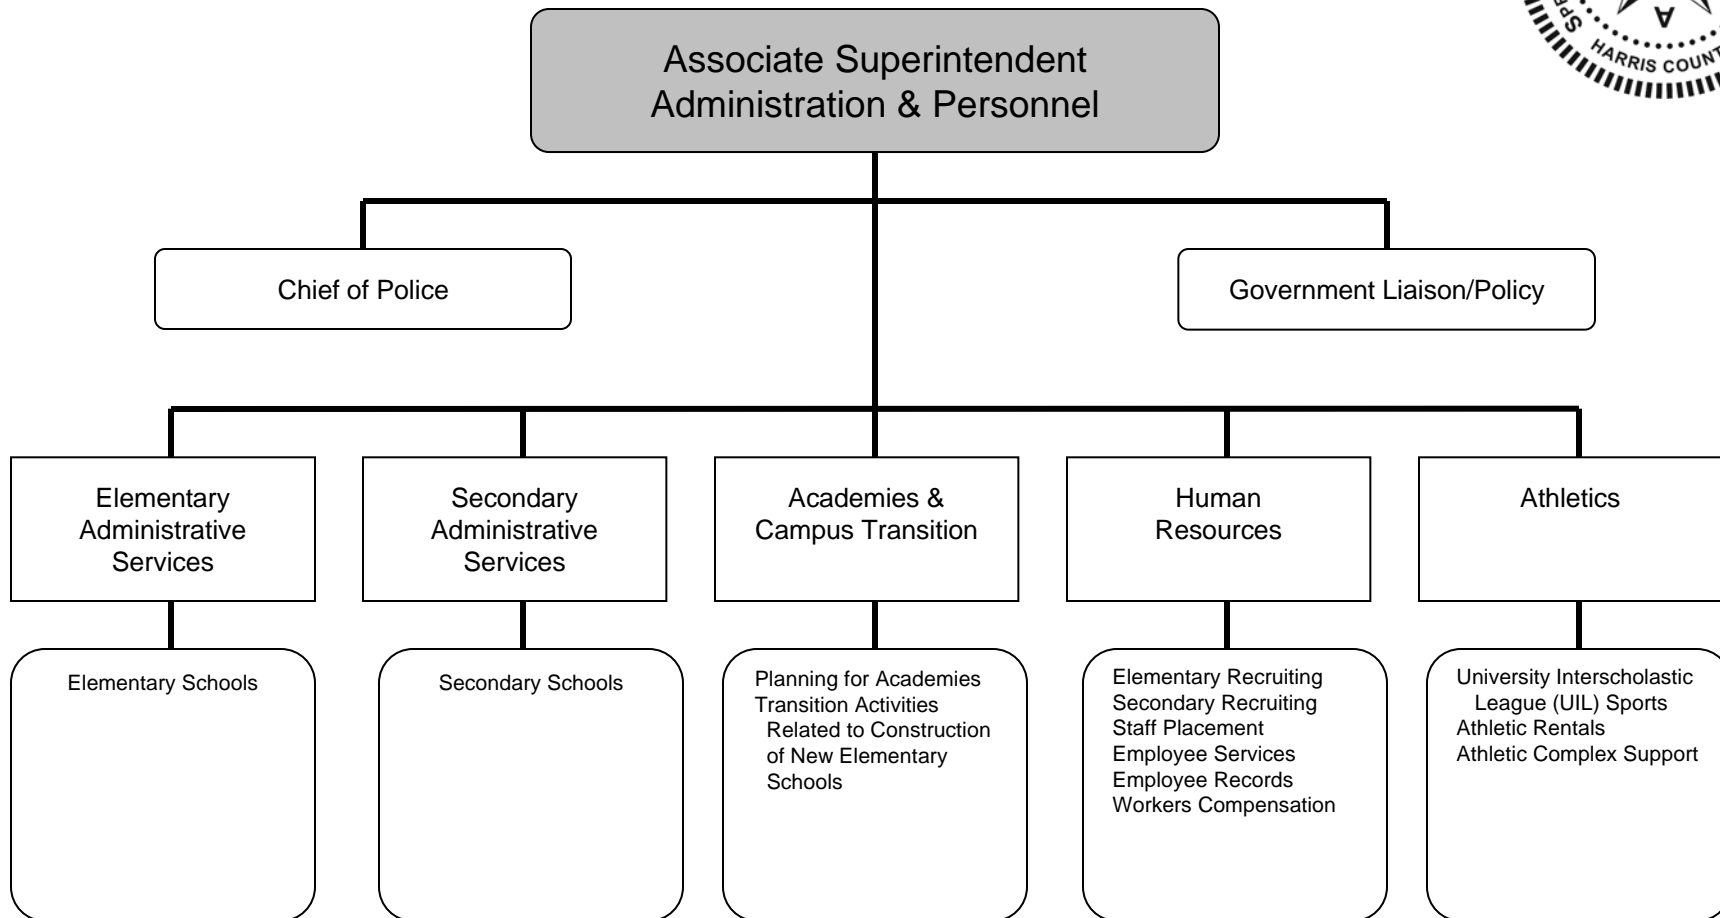 Associate Superintendent
Administration & Personnel
HARRIS COUNT
A
Chief of Police
Government Liaison/Policy
Elementary
Administrative
Services
Secondary
Administrative
Services
Academies &
Campus Transition
Human
Resources
Athletics
Elementary Schools
Secondary Schools
Planning for Academies
Transition Activities
Related to Construction
of New Elementary
Schools
Elementary Recruiting
Secondary Recruiting
Staff Placement
Employee Services
Employee Records
Workers Compensation
University Interscholastic
League (UIL) Sports
Athletic Rentals
Athletic Complex Support